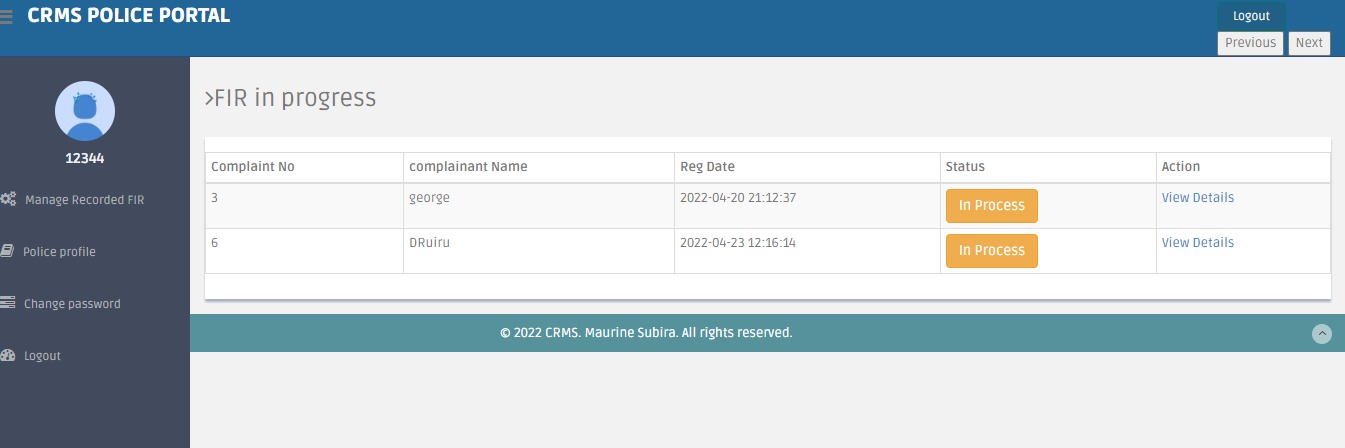 CRMS POLICE PORTAL
Logout
Previous Next
12344
Manage Recorded FIR
Police profile
Change password
Logout
>FIR in progress
Complaint No complainant Name Reg Date Status Action
3 george 2022-04-20 21:12:37 In Process View Details
6 DRuiru 2022-04-23 12:16:14 In Process View Details
© 2022 CRMS. Maurine Subira. All rights reserved.